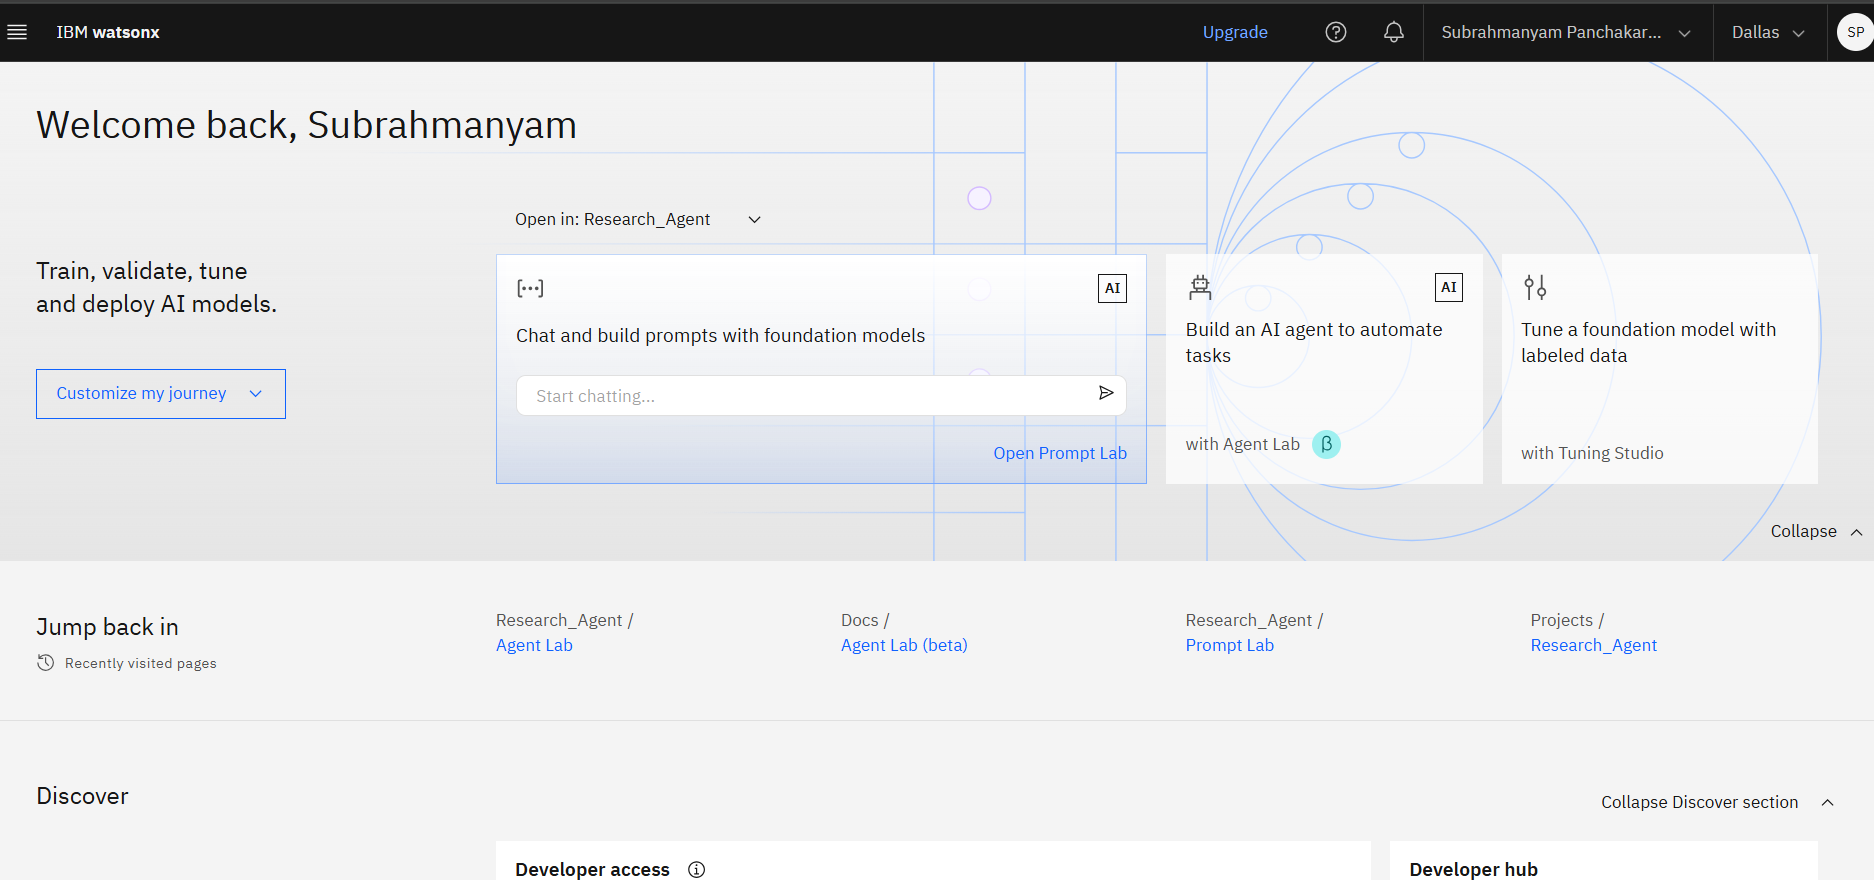 IBM watsonx
Upgrade
Subrahmanyam Panchakar...
Dallas
SP
Welcome back, Subrahmanyam
Open in: Research_Agent
Train, validate, tune
and deploy AI models.
Customize my journey
AI
Chat and build prompts with foundation models
Start chatting...
Open Prompt Lab
AI
Build an AI agent to automate
tasks
with Agent Lab β
Tune a foundation model with
labeled data
with Tuning Studio
Collapse
Jump back in
Recently visited pages
Research_Agent /
Agent Lab
Docs /
Agent Lab (beta)
Research_Agent /
Prompt Lab
Projects /
Research_Agent
Discover
Collapse Discover section
Developer access
Developer hub